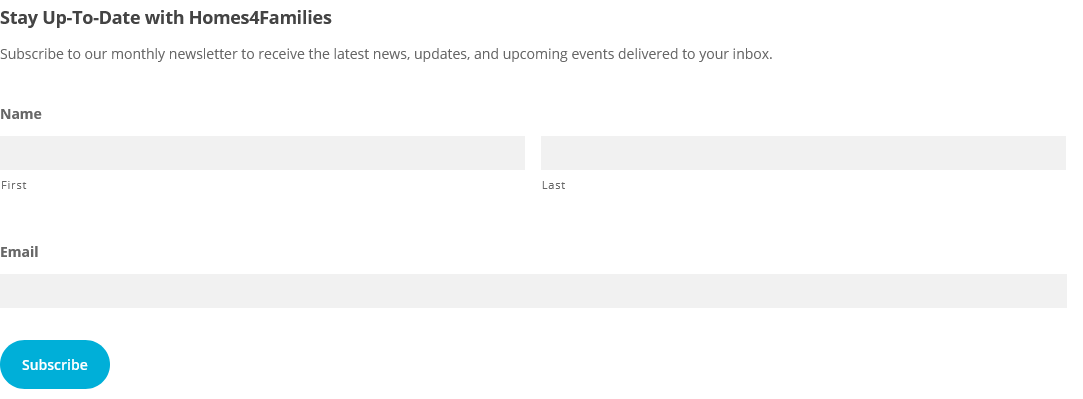 Stay Up-To-Date with Homes4Families
Subscribe to our monthly newsletter to receive the latest news, updates, and upcoming events delivered to your inbox.
Name
First
Last
Email
Subscribe